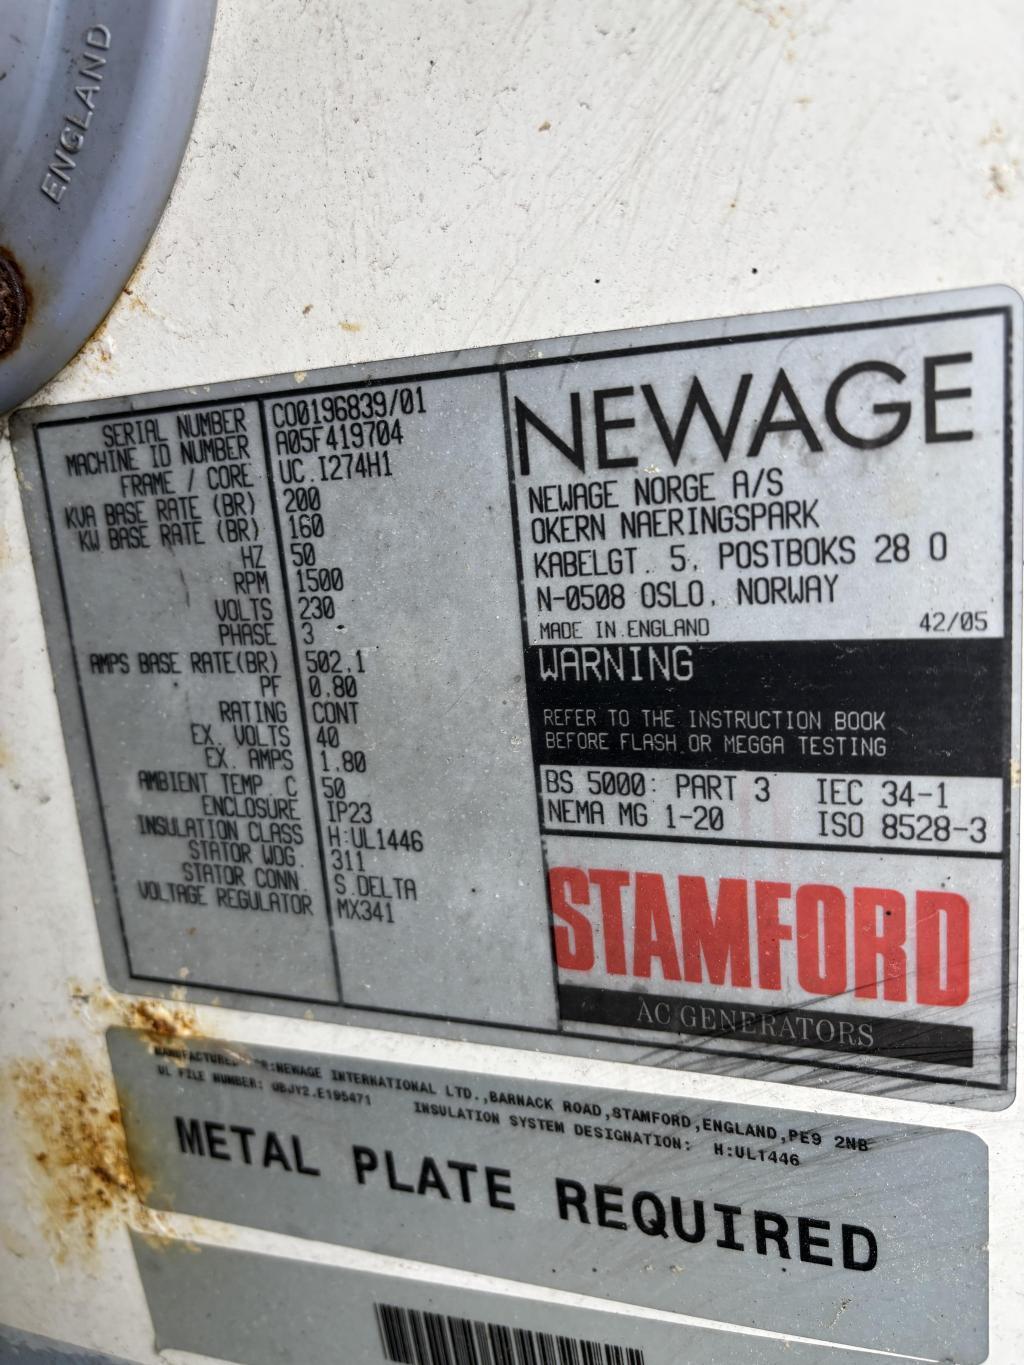 ENGLAND
SERIAL NUMBER C00196839/01
MACHINE ID NUMBER A05F419704
FRAME / CORE UC.I274H1
KVA BASE RATE (BR) 200
KW BASE RATE (BR) 160
HZ 50
RPM 1500
VOLTS 230
PHASE 3
AMPS BASE RATE(BR) 502.1
PF 0.80
RATING CONT
EX. VOLTS 40
EX. AMPS 1.80
AMBIENT TEMP. C 50
ENCLOSURE IP23
INSULATION CLASS H:UL1446
STATOR WDG. 311
STATOR CONN. S.DELTA
VOLTAGE REGULATOR MX341
NEWAGE
NEWAGE NORGE A/S
OKERN NAERINGSPARK
KABELGT. 5, POSTBOKS 28 O
N-0508 OSLO, NORWAY
MADE IN ENGLAND 42/05
WARNING
REFER TO THE INSTRUCTION BOOK
BEFORE FLASH OR MEGGA TESTING
BS 5000: PART 3 IEC 34-1
NEMA MG 1-20 ISO 8528-3
STAMFORD
AC GENERATORS
MANUFACTURED :NEWAGE INTERNATIONAL LTD.,BARNACK ROAD,STAMFORD,ENGLAND,PE9 2NB
UL FILE NUMBER: OBJY2.E195471 INSULATION SYSTEM DESIGNATION: H:UL1446
METAL PLATE REQUIRED